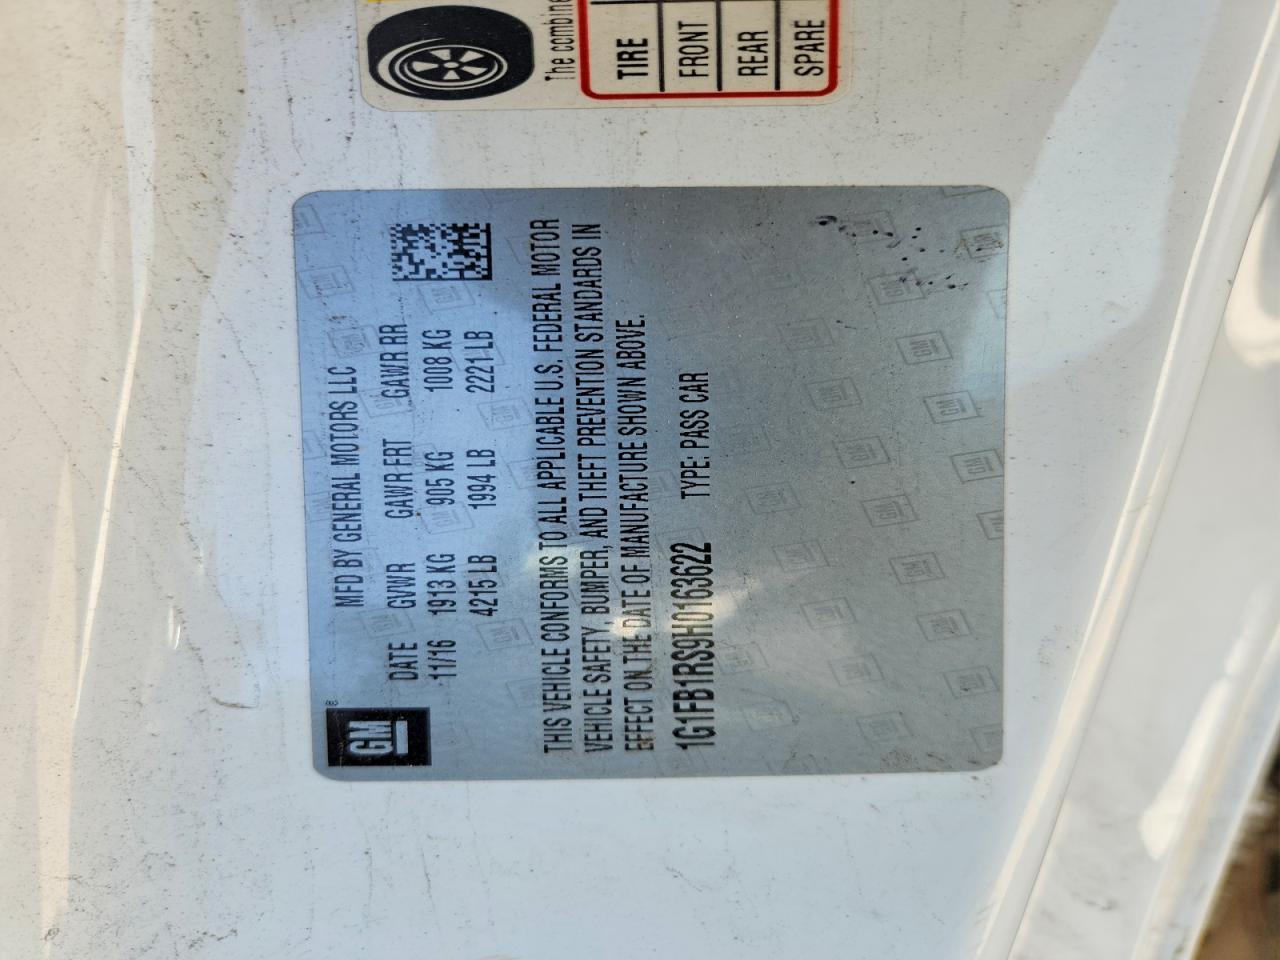 The combine
TIRE
FRONT
REAR
SPARE
GM®
MFD BY GENERAL MOTORS LLC
DATE GVWR GAWR FRT GAWR RR
11/16 1913 KG 905 KG 1008 KG
4215 LB 1994 LB 2221 LB
THIS VEHICLE CONFORMS TO ALL APPLICABLE U.S. FEDERAL MOTOR
VEHICLE SAFETY, BUMPER, AND THEFT PREVENTION STANDARDS IN
EFFECT ON THE DATE OF MANUFACTURE SHOWN ABOVE.
1G1FB1RS9H0163622 TYPE: PASS CAR